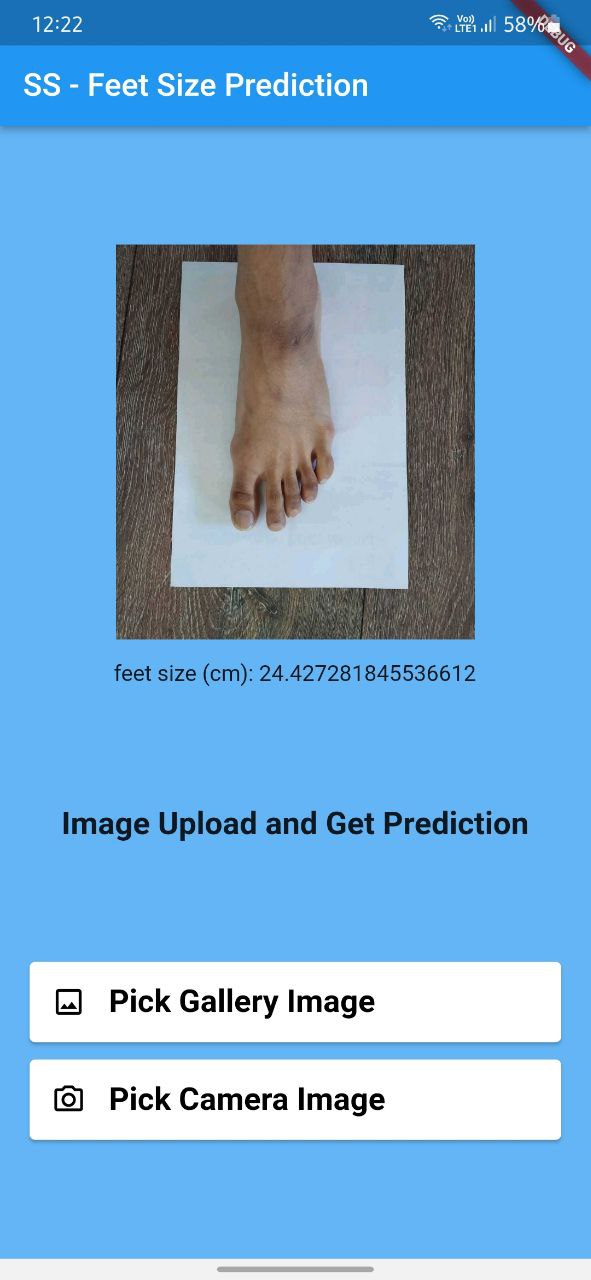 12:22
Vo)) LTE1 58%
DEBUG
SS - Feet Size Prediction
feet size (cm): 24.427281845536612
Image Upload and Get Prediction
Pick Gallery Image
Pick Camera Image